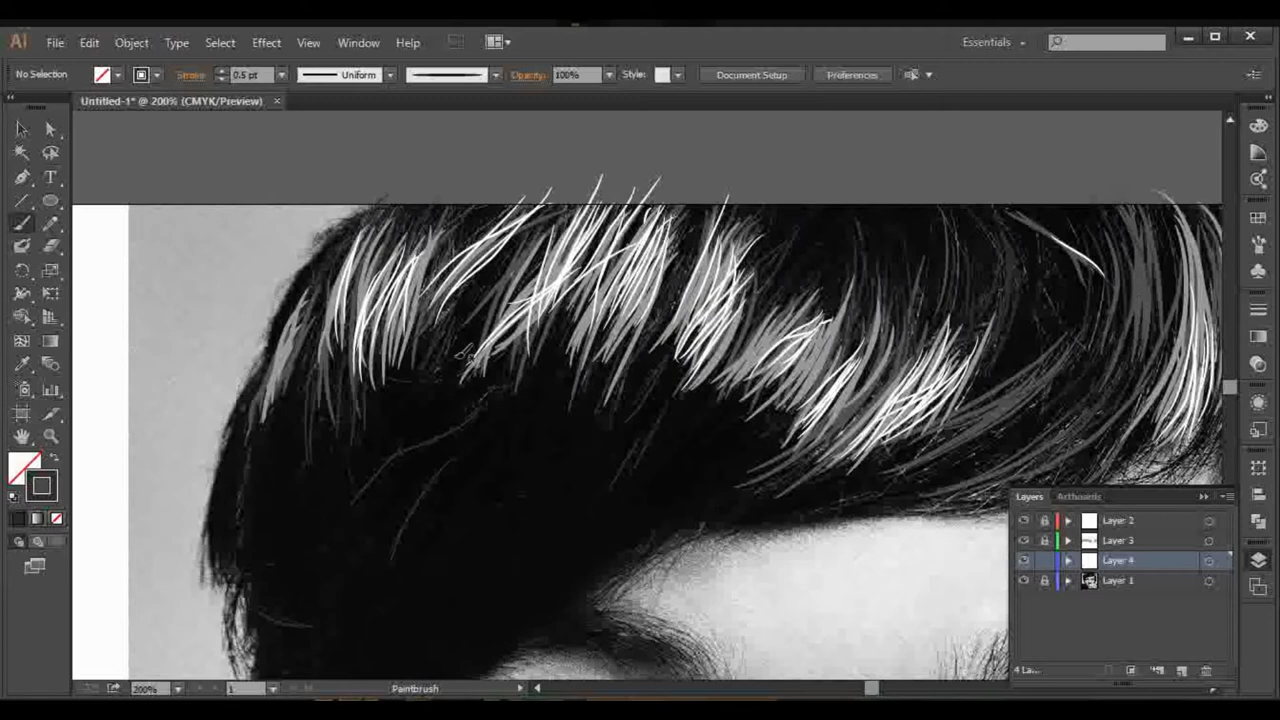 Ai File Edit Object Type Select Effect View Window Help Essentials
No Selection Stroke: 0.5 pt Uniform Opacity: 100% Style: Document Setup Preferences
Untitled-1* @ 200% (CMYK/Preview) ×
Layers Artboards
Layer 2
Layer 3
Layer 4
Layer 1
4 La...
200% 1 Paintbrush